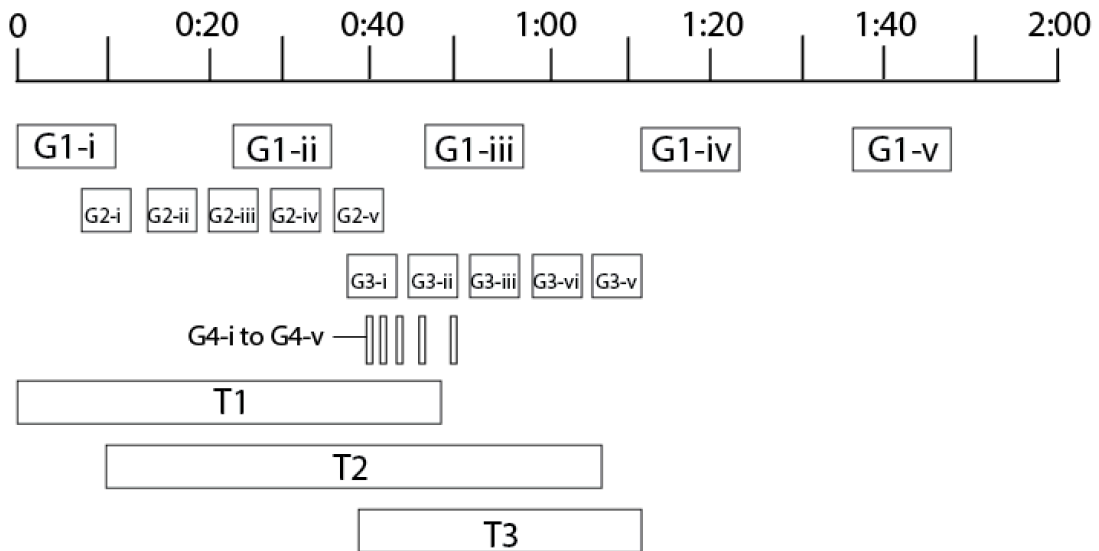 0 0:20 0:40 1:00 1:20 1:40 2:00
G1-i G1-ii G1-iii G1-iv G1-v
G2-i G2-ii G2-iii G2-iv G2-v
G3-i G3-ii G3-iii G3-vi G3-v
G4-i to G4-v
T1
T2
T3